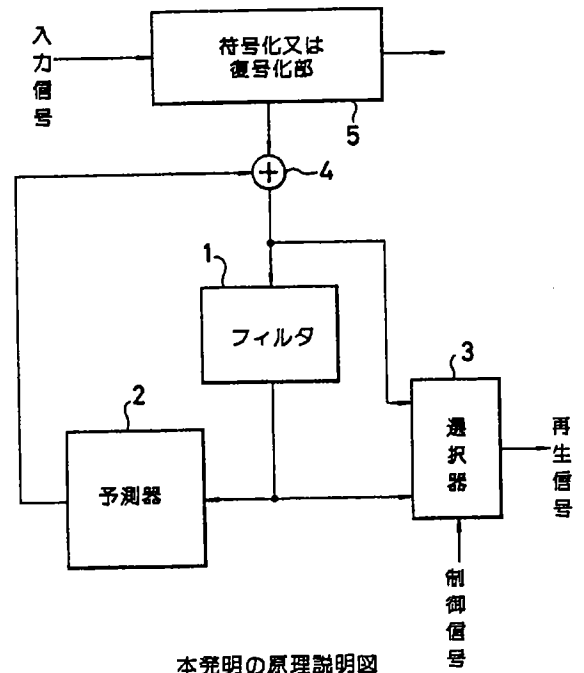 入力信号
符号化又は
復号化部
5
4
1
フィルタ
3
選択器
再生信号
2
予測器
制御信号
本発明の原理説明図